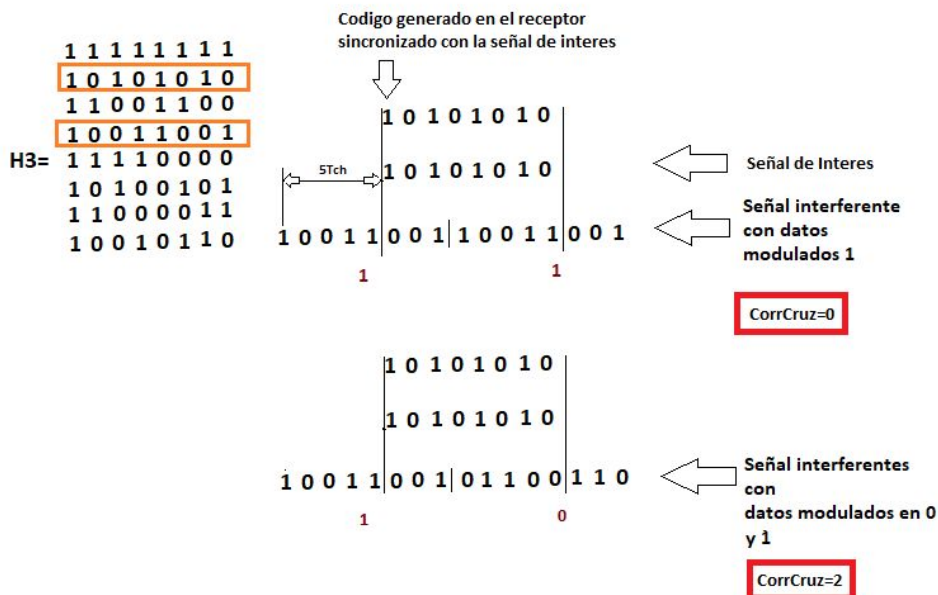 Codigo generado en el receptor
sincronizado con la señal de interes
1 1 1 1 1 1 1 1
1 0 1 0 1 0 1 0
1 1 0 0 1 1 0 0
1 0 0 1 1 0 0 1
H3=
1 1 1 1 0 0 0 0
1 0 1 0 0 1 0 1
1 1 0 0 0 0 1 1
1 0 0 1 0 1 1 0
1 0 1 0 1 0 1 0
5Tch
1 0 1 0 1 0 1 0
Señal de Interes
1 0 0 1 1 0 0 1 1 0 0 1 1 0 0 1
Señal interferente
con datos
modulados 1
1 1
CorrCruz=0
1 0 1 0 1 0 1 0
1 0 1 0 1 0 1 0
1 0 0 1 1 0 0 1 0 1 1 0 0 1 1 0
Señal interferentes
con
datos modulados en 0
y 1
1 0
CorrCruz=2